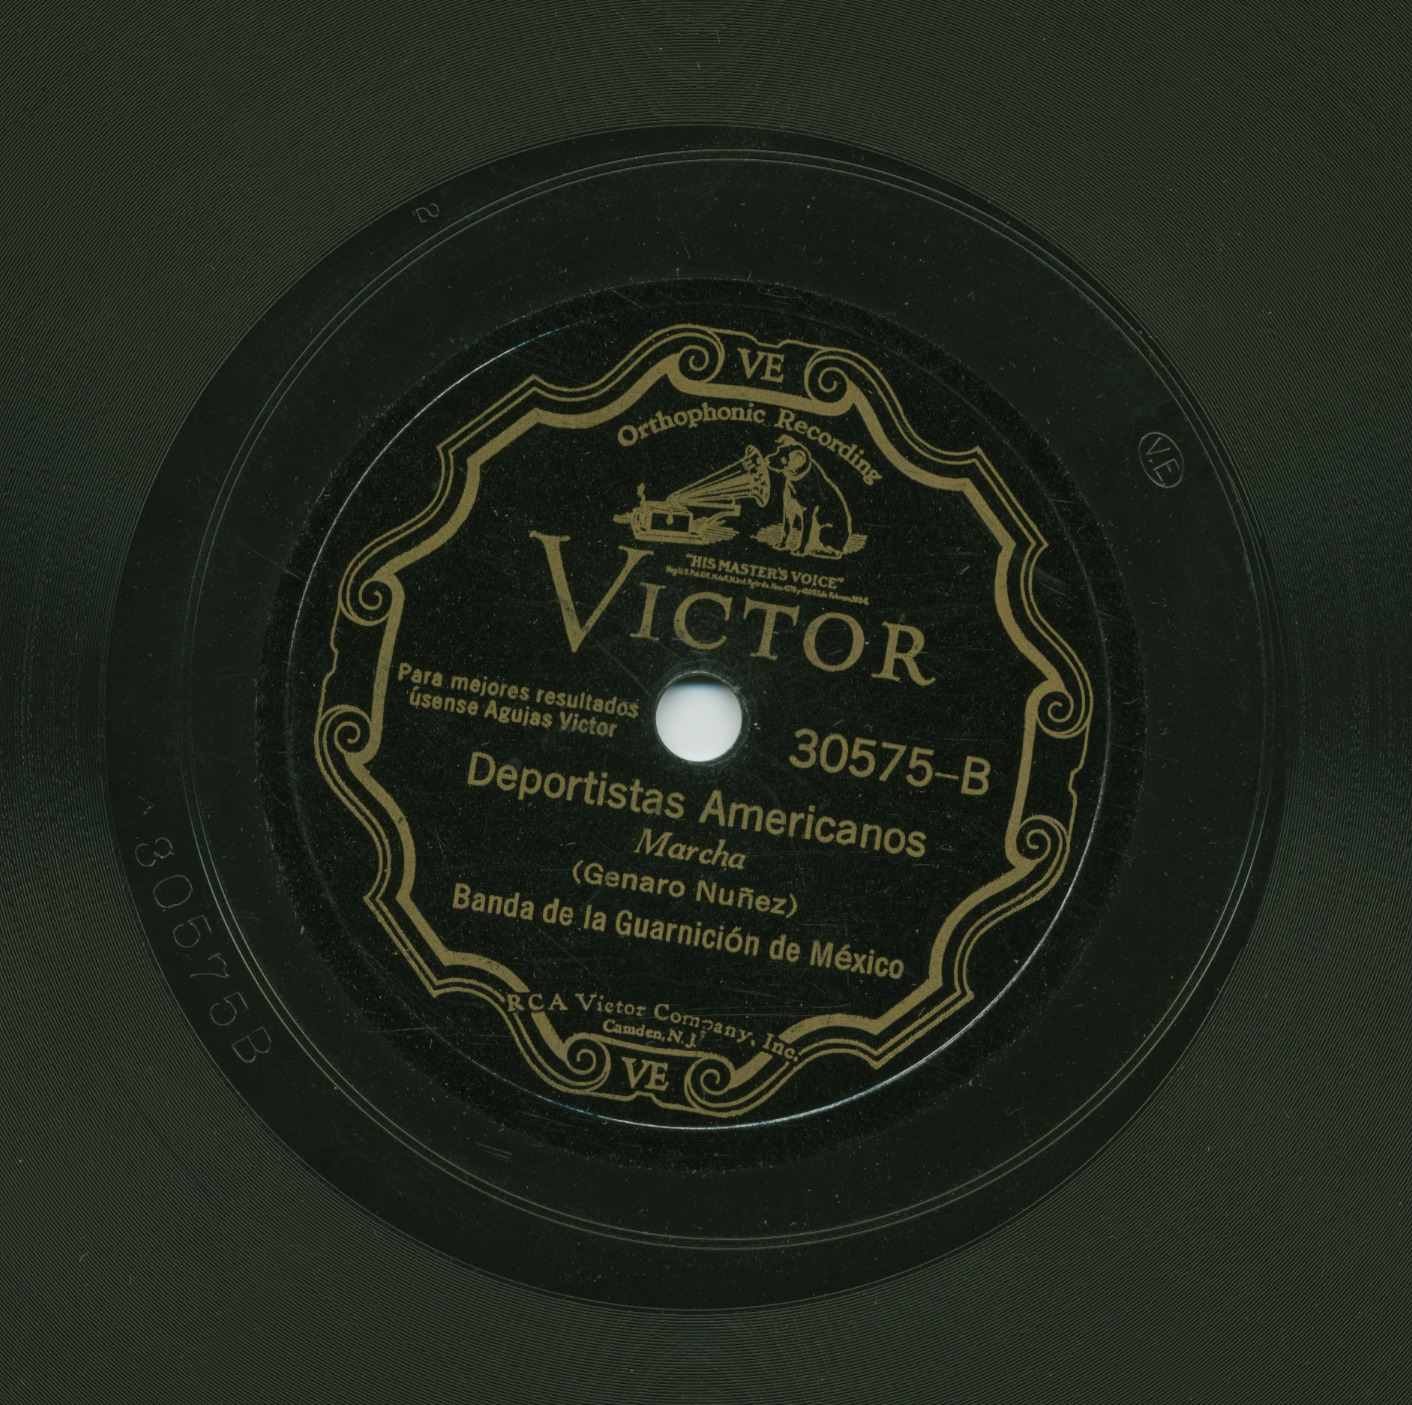 VE
Orthophonic Recording
"HIS MASTER'S VOICE"
VICTOR
Para mejores resultados
úsense Agujas Victor
30575-B
Deportistas Americanos
Marcha
(Genaro Nuñez)
Banda de la Guarnición de México
RCA Victor Company, Inc.
Camden, N.J.
VE
2
VE
A 30575B